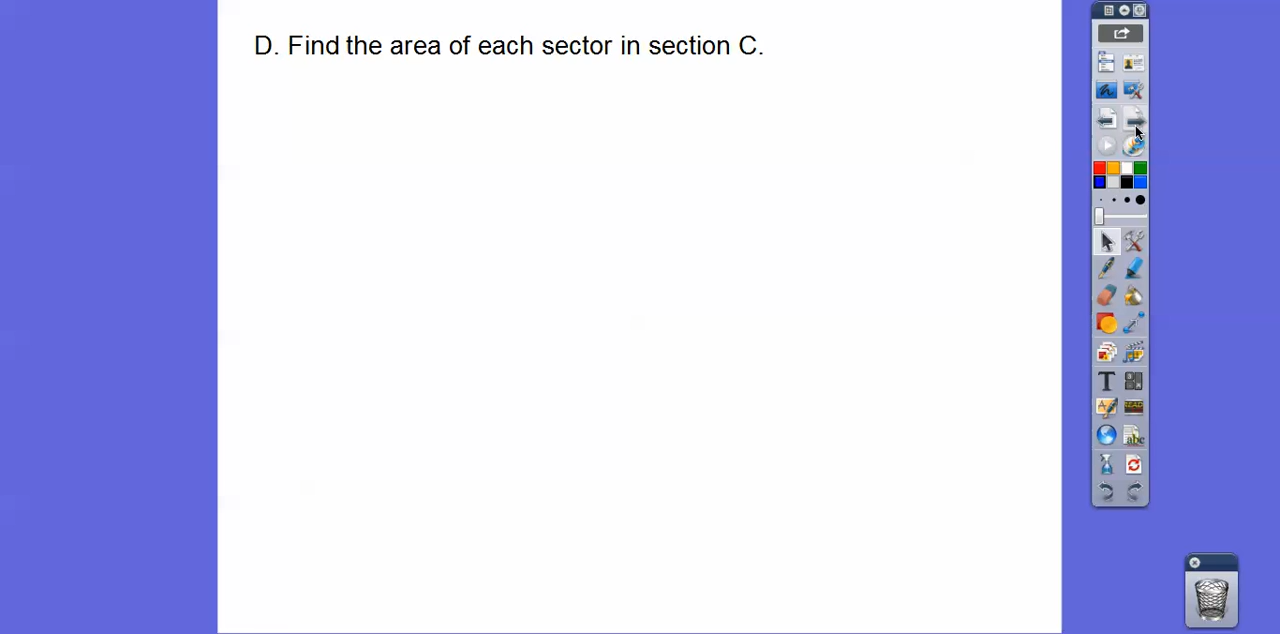 D. Find the area of each sector in section C.